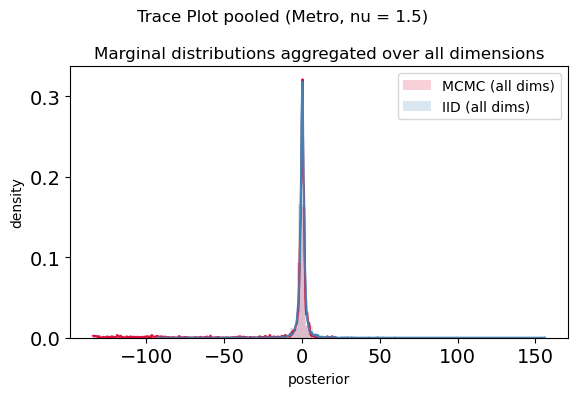 Trace Plot pooled (Metro, nu = 1.5)
Marginal distributions aggregated over all dimensions
MCMC (all dims)
IID (all dims)
density
0.3
0.2
0.1
0.0
−100
−50
0
50
100
150
posterior